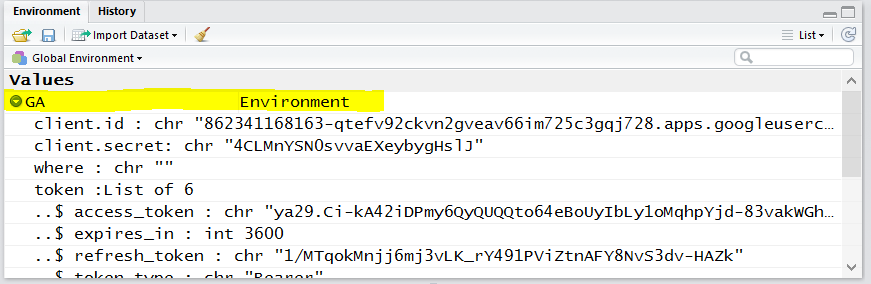 Environment History
Import Dataset List
Global Environment
Values
GA Environment
client.id : chr "862341168163-qtefv92ckvn2gveav66im725c3gqj728.apps.googleuserc…
client.secret: chr "4CLMnYSN0svvaEXeybygHslJ"
where : chr ""
token :List of 6
..$ access_token : chr "ya29.Ci-kA42iDPmy6QyQUQQto64eBoUyIbLy1oMqhpYjd-83vakWGh…
..$ expires_in : int 3600
..$ refresh_token : chr "1/MTqokMnjj6mj3vLK_rY491PViZtnAFY8NvS3dv-HAZk"
..$ token_type : chr "Bearer"